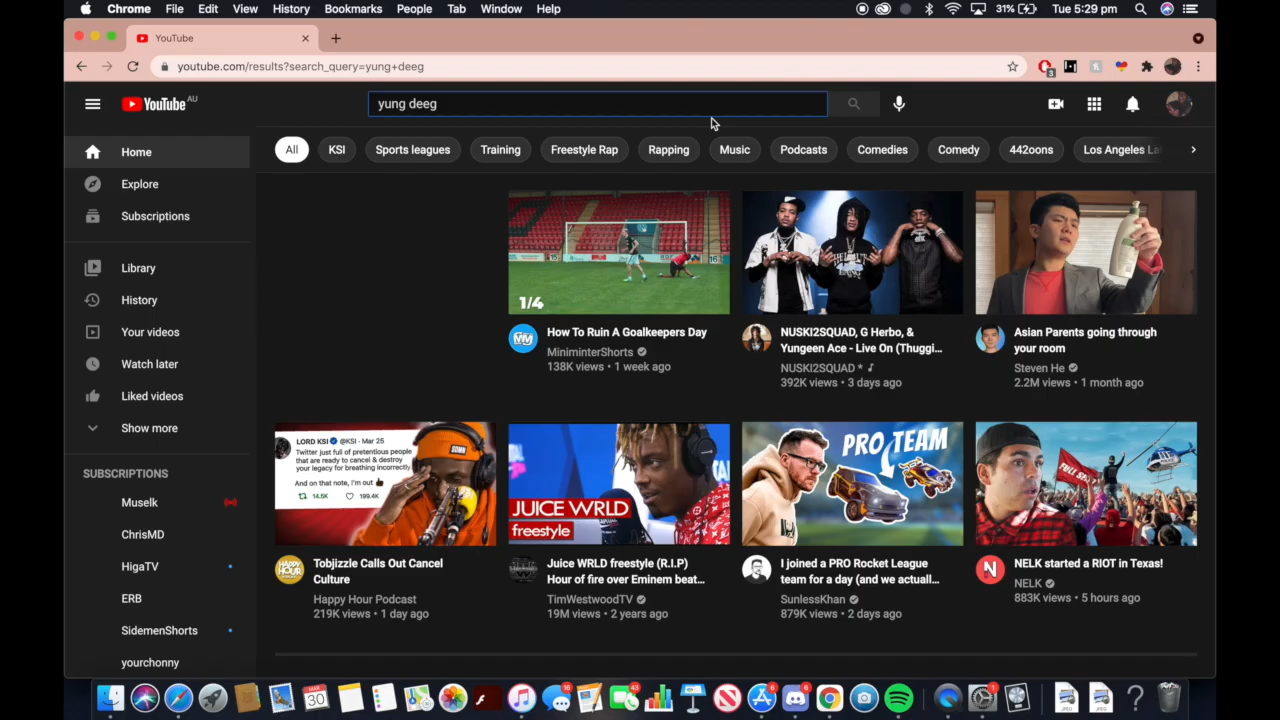 Chrome File Edit View History Bookmarks People Tab Window Help 31% Tue 5:29 pm
YouTube
youtube.com/results?search_query=yung+deeg
3
YouTube AU
yung deeg
Home
Explore
Subscriptions
Library
History
Your videos
Watch later
Liked videos
Show more
SUBSCRIPTIONS
Muselk
ChrisMD
HigaTV
ERB
SidemenShorts
yourchonny
All KSI Sports leagues Training Freestyle Rap Rapping Music Podcasts Comedies Comedy 442oons Los Angeles La
1/4
How To Ruin A Goalkeepers Day
MiniminterShorts
138K views • 1 week ago
NUSKI2SQUAD, G Herbo, &
Yungeen Ace - Live On (Thuggi...
NUSKI2SQUAD *
392K views • 3 days ago
Asian Parents going through
your room
Steven He
2.2M views • 1 month ago
LORD KSI @KSI · Mar 25
Twitter just full of pretentious people
that are ready to cancel & destroy
your legacy for breathing incorrectly
And on that note, I'm out
14.5K 199.4K
Tobjizzle Calls Out Cancel
Culture
Happy Hour Podcast
219K views • 1 day ago
JUICE WRLD
freestyle
Juice WRLD freestyle (R.I.P)
Hour of fire over Eminem beat...
TimWestwoodTV
19M views • 2 years ago
PRO TEAM
I joined a PRO Rocket League
team for a day (and we actuall...
SunlessKhan
879K views • 2 days ago
FULL SEND
NELK started a RIOT in Texas!
NELK
883K views • 5 hours ago